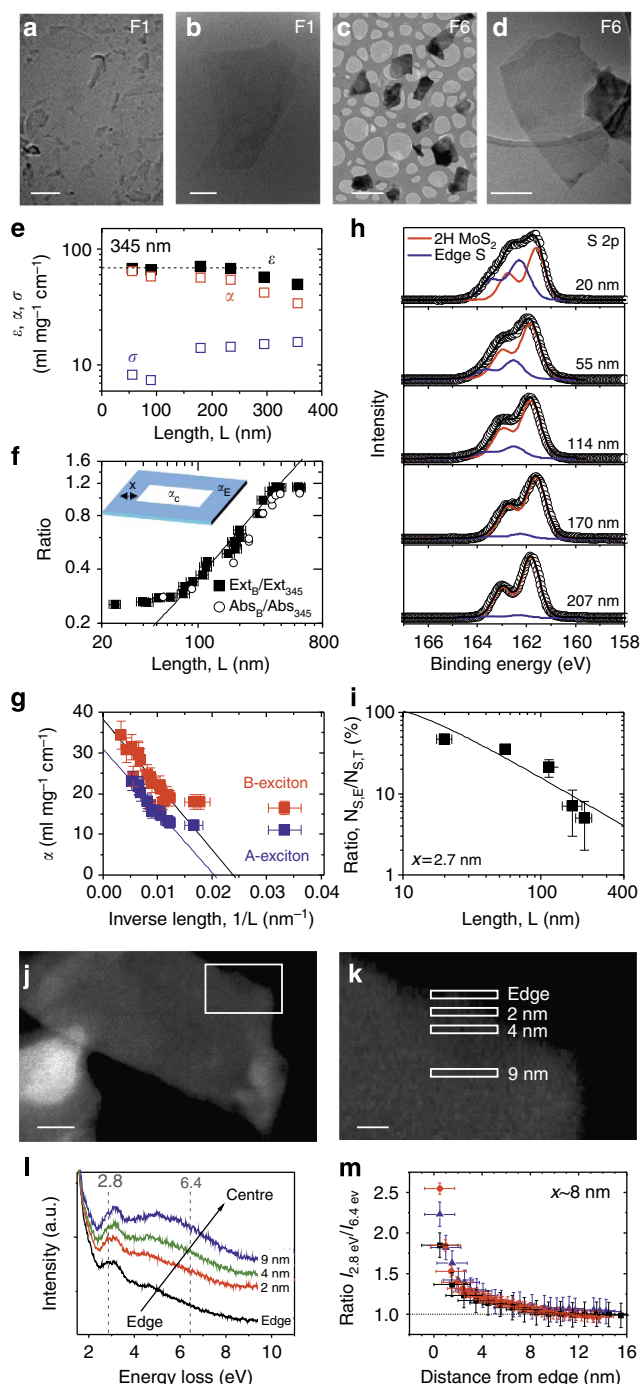 a F1
b F1
c F6
d F6
e
345 nm
ε
α
σ
ε, α, σ
(ml mg⁻¹ cm⁻¹)
100
10
0 50 100 150 200 250 300 350 400
Length, L (nm)
f
x
α_C
α_E
Ratio
1.6
1.2
0.8
0.4
0.2
Ext_B/Ext_345
Abs_B/Abs_345
20 100 800
Length, L (nm)
g
α (ml mg⁻¹ cm⁻¹)
40
30
20
10
0
B-exciton
A-exciton
0.00 0.01 0.02 0.03 0.04
Inverse length, 1/L (nm⁻¹)
h
2H MoS₂
Edge S
S 2p
20 nm
55 nm
114 nm
170 nm
207 nm
Intensity
166 164 162 160 158
Binding energy (eV)
i
Ratio, N_S,E/N_S,T (%)
100
10
1
x=2.7 nm
10 100 400
Length, L (nm)
j
k
Edge
2 nm
4 nm
9 nm
l
2.8
6.4
Centre
9 nm
4 nm
2 nm
Edge
Edge
Intensity (a.u.)
2 4 6 8 10
Energy loss (eV)
m
x~8 nm
Ratio I_2.8 eV/I_6.4 ev
2.5
2.0
1.5
1.0
0 4 8 12 16
Distance from edge (nm)